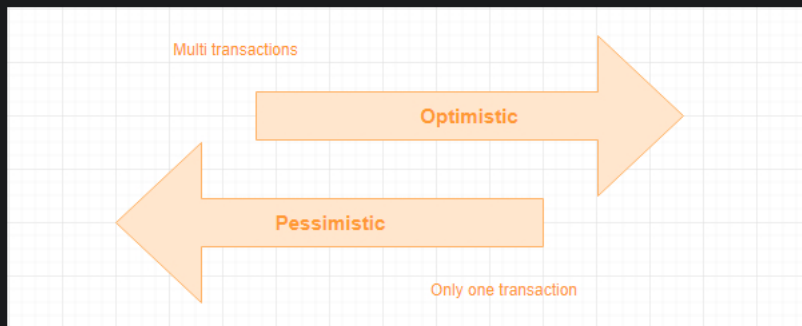 Multi transactions
Optimistic
Pessimistic
Only one transaction